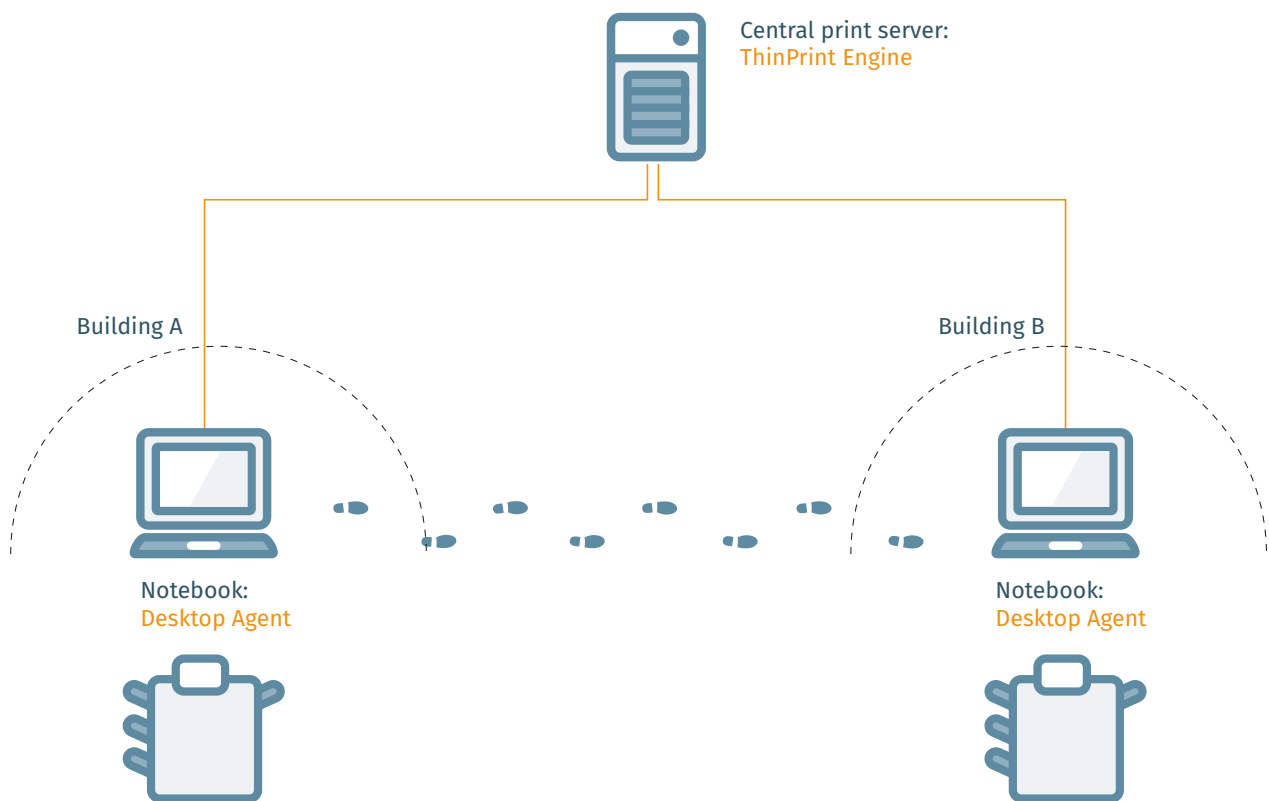 Central print server:
ThinPrint Engine
Building A
Building B
Notebook:
Desktop Agent
Notebook:
Desktop Agent